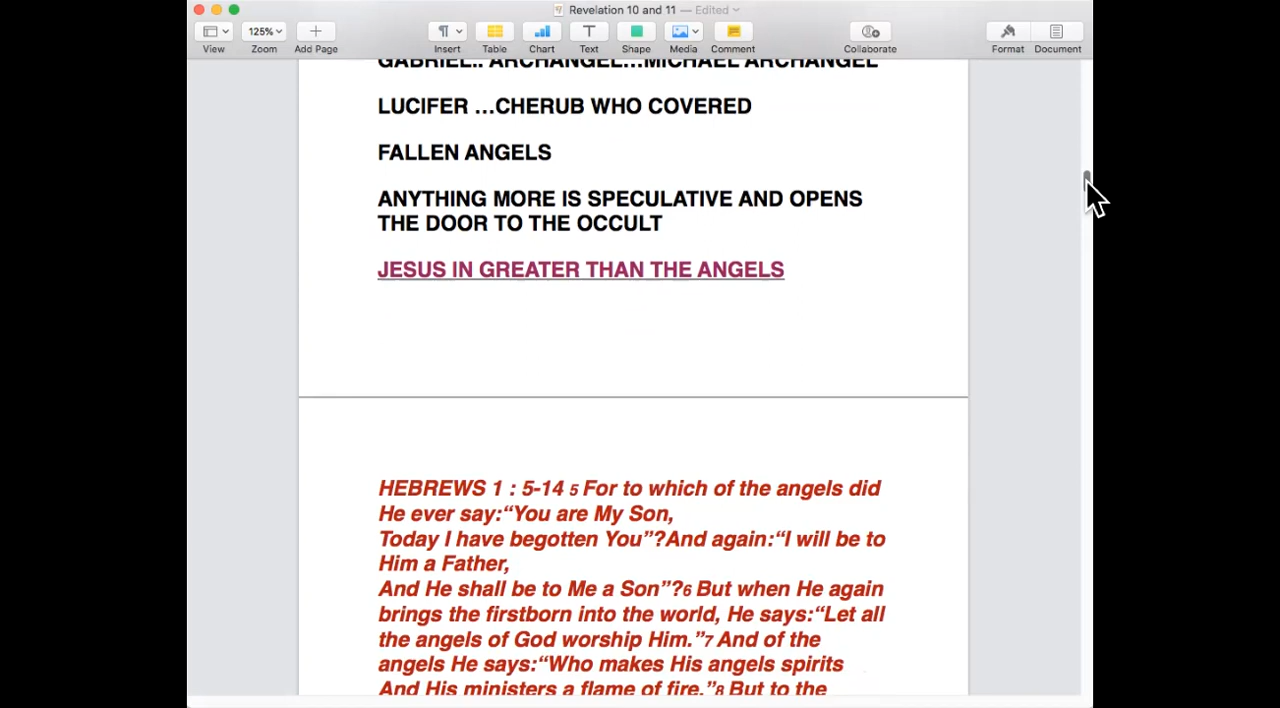 Revelation 10 and 11 — Edited
125%
View Zoom Add Page Insert Table Chart Text Shape Media Comment Collaborate Format Document
GABRIEL.. ARCHANGEL...MICHAEL ARCHANGEL
LUCIFER ...CHERUB WHO COVERED
FALLEN ANGELS
ANYTHING MORE IS SPECULATIVE AND OPENS
THE DOOR TO THE OCCULT
JESUS IN GREATER THAN THE ANGELS
HEBREWS 1 : 5-14 5 For to which of the angels did
He ever say:“You are My Son,
Today I have begotten You”?And again:“I will be to
Him a Father,
And He shall be to Me a Son”?6 But when He again
brings the firstborn into the world, He says:“Let all
the angels of God worship Him.”7 And of the
angels He says:“Who makes His angels spirits
And His ministers a flame of fire.”8 But to the